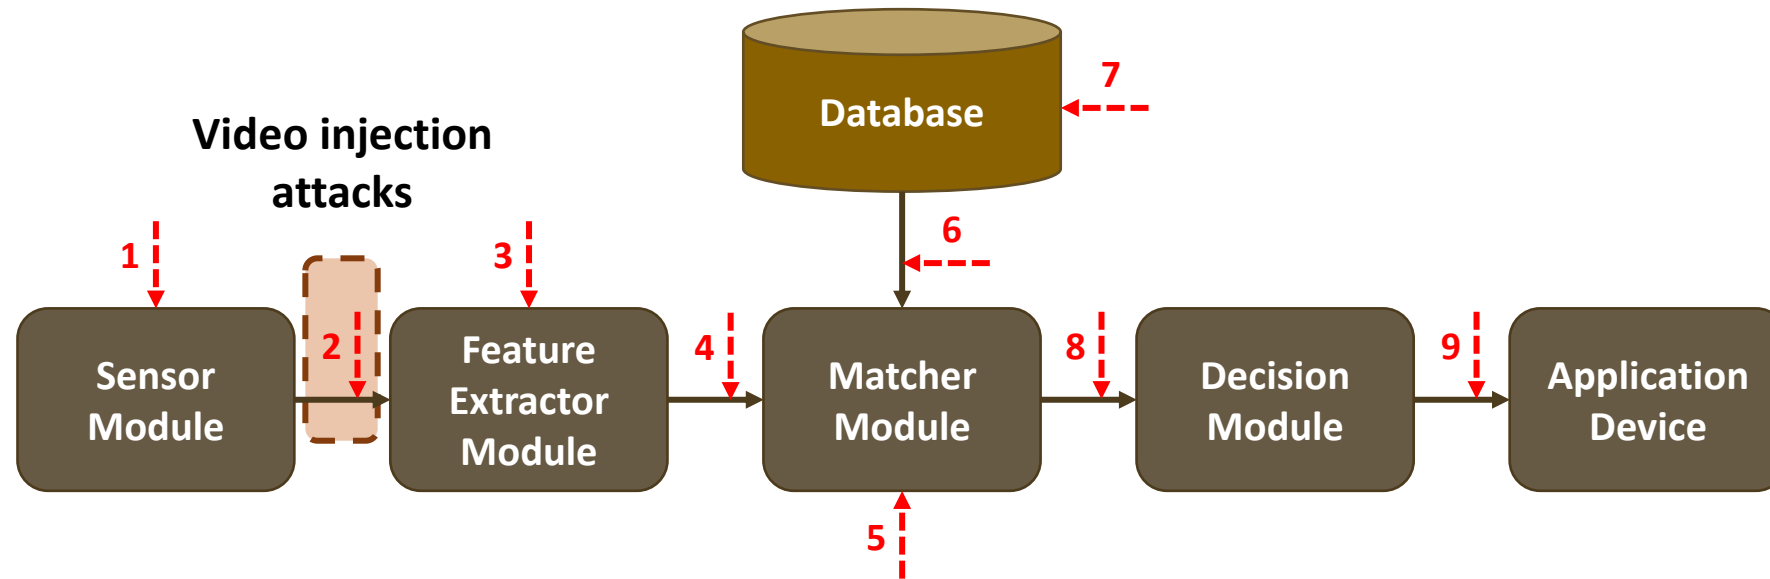 Database
7
Video injection
attacks
1
3
6
2
4
8
9
Sensor
Module
Feature
Extractor
Module
Matcher
Module
Decision
Module
Application
Device
5